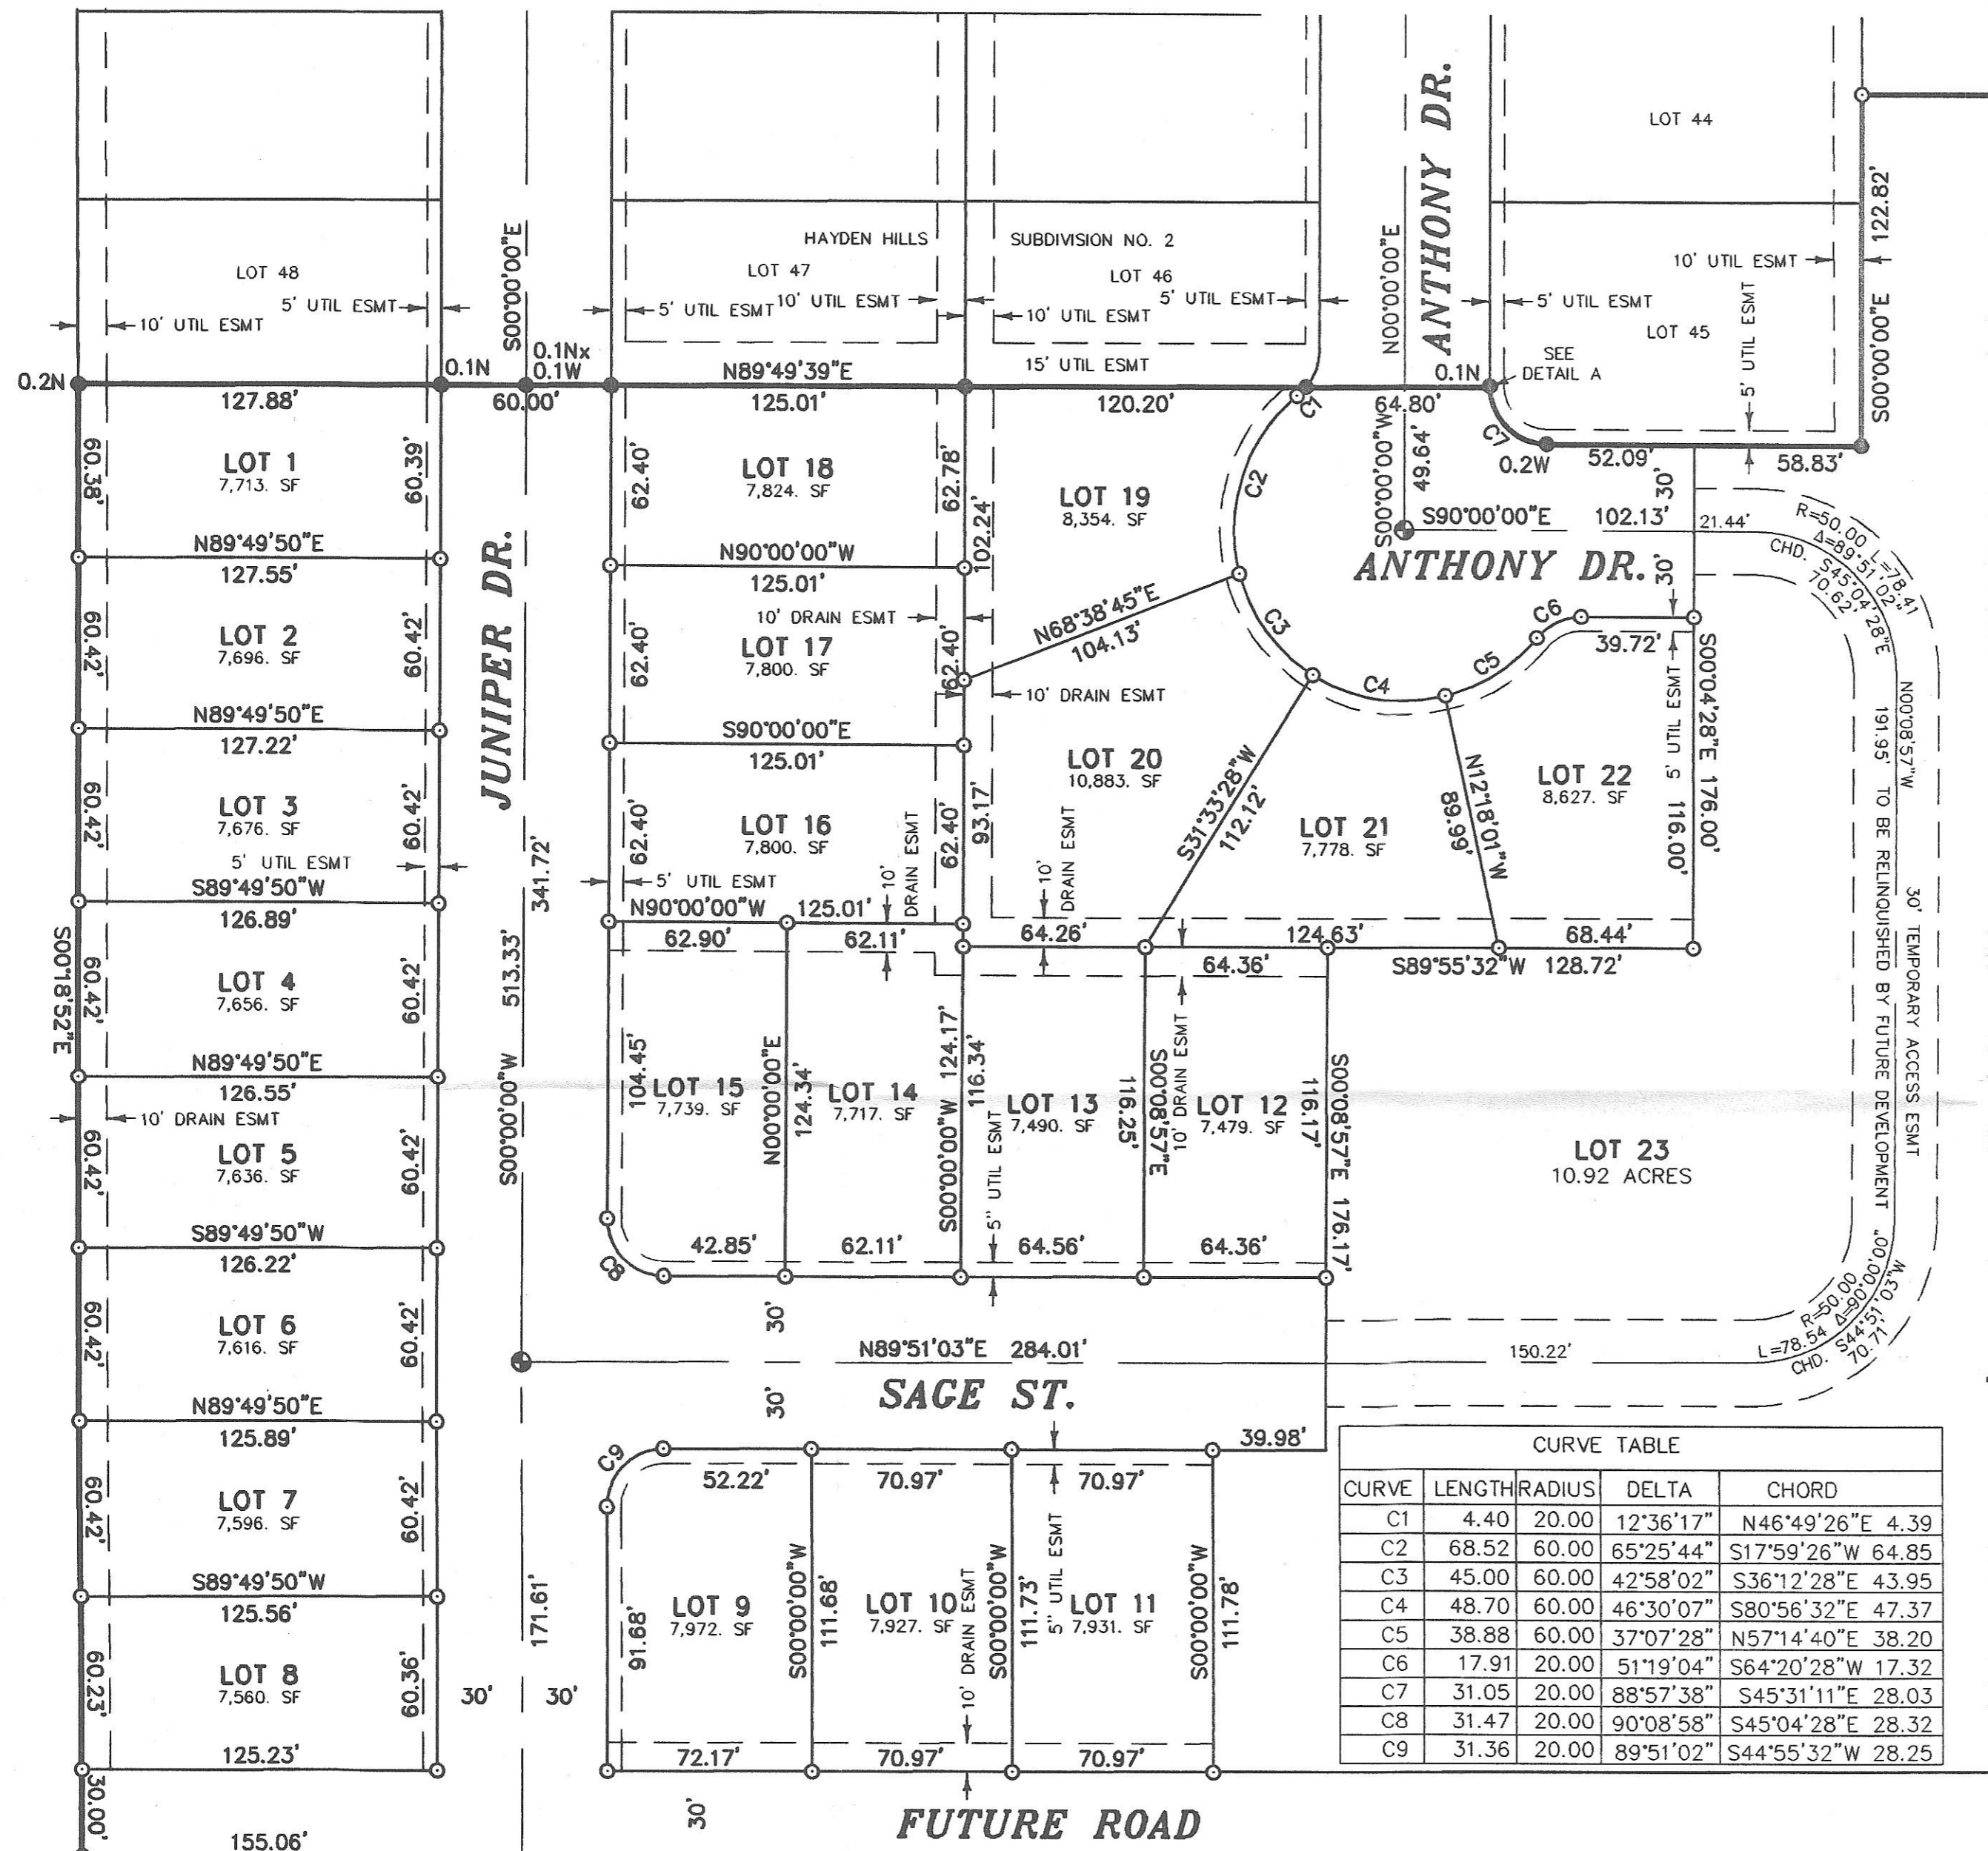 LOT 44
ANTHONY DR.
122.82'
S00°00'00"E
N00°00'00"E
S00°00'00"E
HAYDEN HILLS
SUBDIVISION NO. 2
LOT 48
LOT 47
LOT 46
LOT 45
10' UTIL ESMT
5' UTIL ESMT
10' UTIL ESMT
5' UTIL ESMT
10' UTIL ESMT
5' UTIL ESMT
10' UTIL ESMT
5' UTIL ESMT
5' UTIL ESMT
15' UTIL ESMT
SEE
DETAIL A
0.2N
0.1N
0.1Nx
0.1W
N89°49'39"E
0.1N
127.88'
60.00'
125.01'
120.20'
64.80'
C1
C7
0.2W
52.09'
58.83'
60.38'
LOT 1
7,713. SF
60.39'
62.40'
LOT 18
7,824. SF
62.78'
102.24'
LOT 19
8,354. SF
C2
S00°00'00"W
49.64'
S90°00'00"E
102.13'
30'
21.44'
ANTHONY DR.
30'
R=50.00 L=78.41
Δ=89°51'02"
CHD. S45°04'28"E
70.62'
N89°49'50"E
127.55'
N90°00'00"W
125.01'
10' DRAIN ESMT
60.42'
LOT 2
7,696. SF
60.42'
JUNIPER DR.
62.40'
LOT 17
7,800. SF
62.40'
N68°38'45"E
104.13'
10' DRAIN ESMT
C3
C4
C5
C6
39.72'
5' UTIL ESMT
S00°04'28"E 176.00'
116.00'
N00°08'57"W
191.95' TO BE RELINQUISHED BY FUTURE DEVELOPMENT
30' TEMPORARY ACCESS ESMT
N89°49'50"E
127.22'
S90°00'00"E
125.01'
60.42'
LOT 3
7,676. SF
60.42'
5' UTIL ESMT
341.72'
62.40'
LOT 16
7,800. SF
62.40'
93.17'
5' UTIL ESMT
10'
DRAIN ESMT
LOT 20
10,883. SF
10'
DRAIN ESMT
S31°33'28"W
112.12'
LOT 21
7,778. SF
N12°18'01"W
89.99'
LOT 22
8,627. SF
S89°49'50"W
126.89'
N90°00'00"W
125.01'
62.90'
62.11'
64.26'
124.63'
68.44'
64.36'
S89°55'32"W 128.72'
S00°18'52"E
60.42'
LOT 4
7,656. SF
60.42'
513.33'
S00°00'00"W
N89°49'50"E
126.55'
10' DRAIN ESMT
104.45'
LOT 15
7,739. SF
N00°00'00"E
124.34'
LOT 14
7,717. SF
S00°00'00"W 124.17'
116.34'
LOT 13
7,490. SF
5" UTIL ESMT
116.25'
S00°08'57"E
10' DRAIN ESMT
LOT 12
7,479. SF
116.17'
S00°08'57"E 176.17'
LOT 23
10.92 ACRES
60.42'
LOT 5
7,636. SF
60.42'
S89°49'50"W
126.22'
C8
42.85'
62.11'
64.56'
64.36'
60.42'
LOT 6
7,616. SF
60.42'
30'
N89°51'03"E 284.01'
150.22'
R=50.00
Δ=90°00'00"
L=78.54
CHD. S44°51'03"W
70.71'
30'
SAGE ST.
N89°49'50"E
125.89'
C9
52.22'
70.97'
70.97'
39.98'
60.42'
LOT 7
7,596. SF
60.42'
S89°49'50"W
125.56'
171.61'
91.68'
LOT 9
7,972. SF
S00°00'00"W
111.68'
LOT 10
7,927. SF
10' DRAIN ESMT
S00°00'00"W
111.73'
5" UTIL ESMT
LOT 11
7,931. SF
S00°00'00"W
111.78'
60.23'
LOT 8
7,560. SF
60.36'
30'
30'
125.23'
72.17'
70.97'
70.97'
30.00'
155.06'
30'
FUTURE ROAD
CURVE TABLE
CURVE LENGTH RADIUS DELTA CHORD
C1 4.40 20.00 12°36'17" N46°49'26"E 4.39
C2 68.52 60.00 65°25'44" S17°59'26"W 64.85
C3 45.00 60.00 42°58'02" S36°12'28"E 43.95
C4 48.70 60.00 46°30'07" S80°56'32"E 47.37
C5 38.88 60.00 37°07'28" N57°14'40"E 38.20
C6 17.91 20.00 51°19'04" S64°20'28"W 17.32
C7 31.05 20.00 88°57'38" S45°31'11"E 28.03
C8 31.47 20.00 90°08'58" S45°04'28"E 28.32
C9 31.36 20.00 89°51'02" S44°55'32"W 28.25